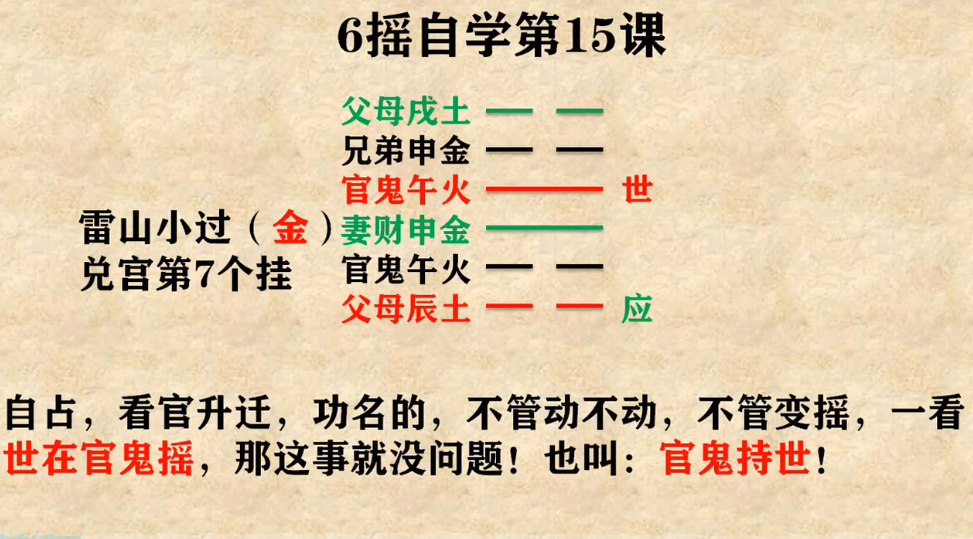 6摇自学第15课
父母戌土
兄弟申金
官鬼午火 世
雷山小过（金）妻财申金
兑宫第7个挂 官鬼午火
父母辰土 应
自占，看官升迁，功名的，不管动不动，不管变摇，一看
世在官鬼摇，那这事就没问题！也叫：官鬼持世！